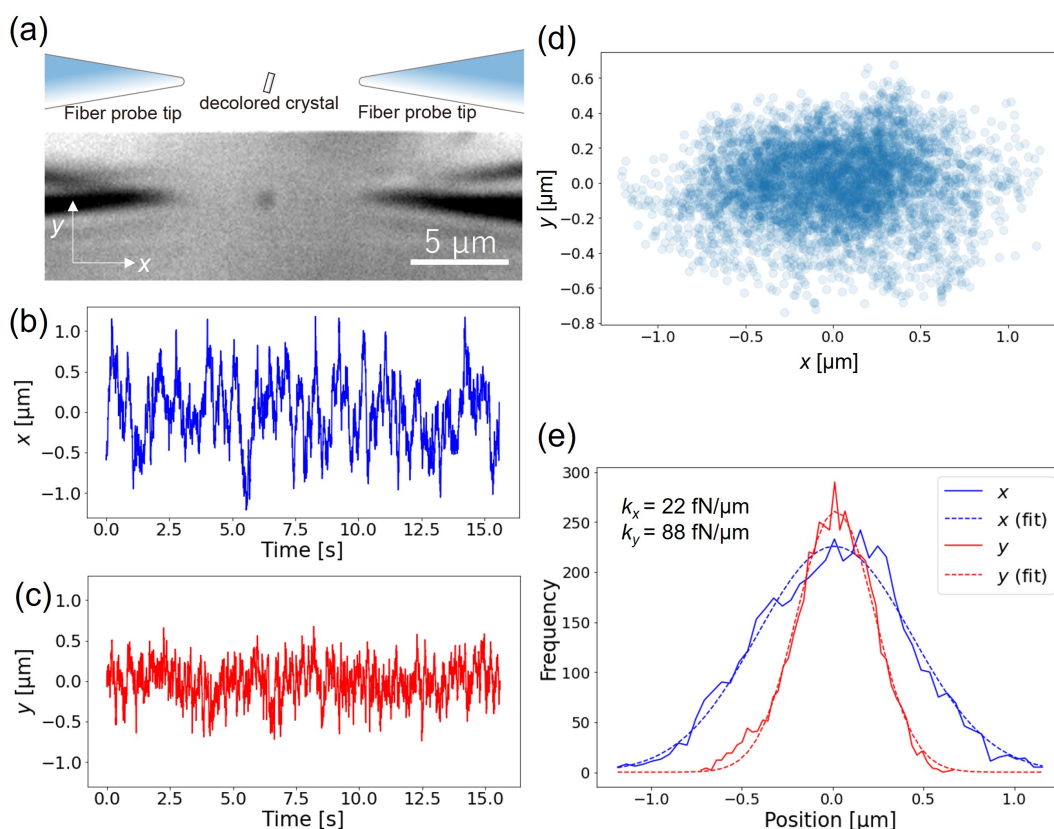 (a)
Fiber probe tip
decolored crystal
Fiber probe tip
y
x
5 µm
(b)
x [µm]
1.0
0.5
0.0
−0.5
−1.0
0.0 2.5 5.0 7.5 10.0 12.5 15.0
Time [s]
(c)
y [µm]
1.0
0.5
0.0
−0.5
−1.0
0.0 2.5 5.0 7.5 10.0 12.5 15.0
Time [s]
(d)
y [µm]
0.6
0.4
0.2
0.0
−0.2
−0.4
−0.6
−0.8
−1.0 −0.5 0.0 0.5 1.0
x [µm]
(e)
Frequency
300
250
200
150
100
50
0
kx = 22 fN/µm
ky = 88 fN/µm
x
x (fit)
y
y (fit)
−1.0 −0.5 0.0 0.5 1.0
Position [µm]